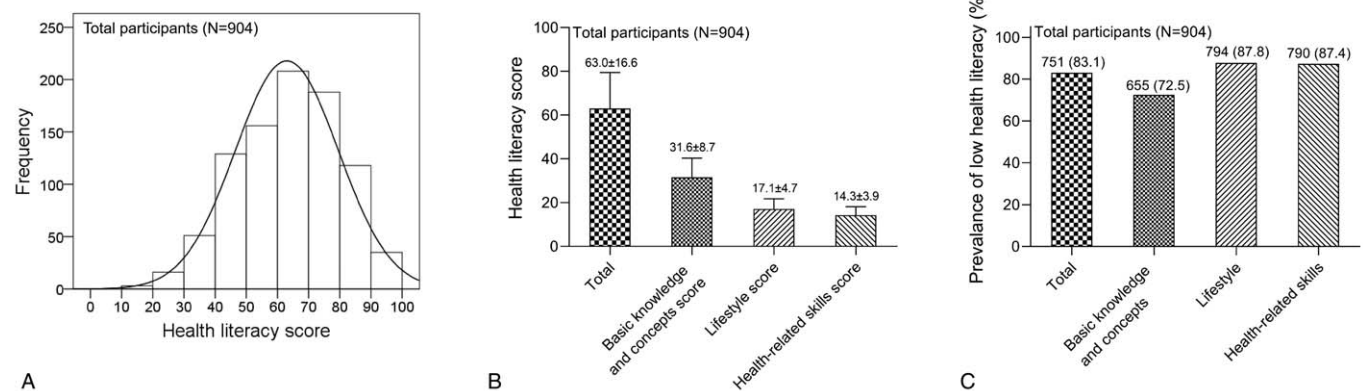 Total participants (N=904)
Frequency
250
200
150
100
50
0
0 10 20 30 40 50 60 70 80 90 100
Health literacy score
A
Total participants (N=904)
Health literacy score
100
80
60
40
20
0
63.0±16.6
31.6±8.7
17.1±4.7
14.3±3.9
Total
Basic knowledge
and concepts score
Lifestyle score
Health-related skills score
B
Total participants (N=904)
Prevalance of low health literacy (%
100
80
60
40
20
0
751 (83.1)
655 (72.5)
794 (87.8)
790 (87.4)
Total
Basic knowledge
and concepts
Lifestyle
Health-related skills
C